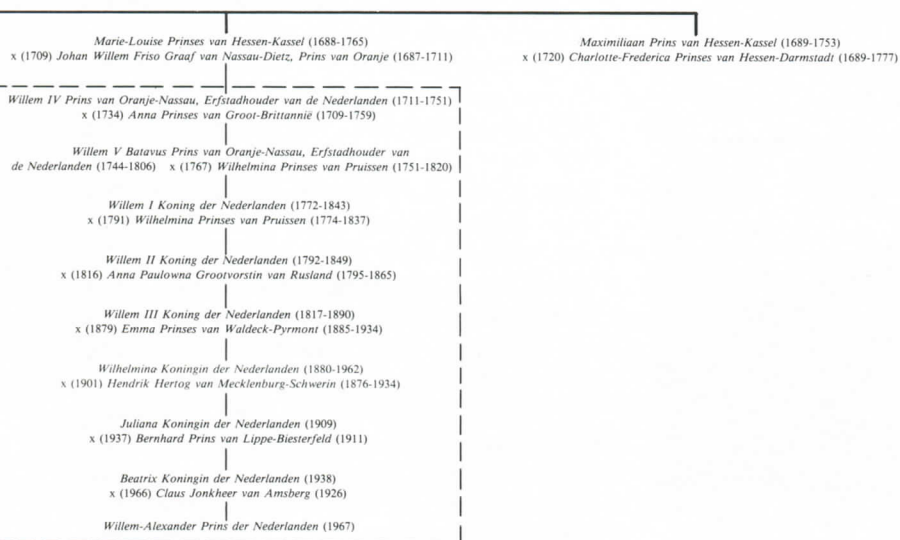 Marie-Louise Prinses van Hessen-Kassel (1688-1765)
x (1709) Johan Willem Friso Graaf van Nassau-Dietz, Prins van Oranje (1687-1711)
Maximiliaan Prins van Hessen-Kassel (1689-1753)
x (1720) Charlotte-Frederica Prinses van Hessen-Darmstadt (1689-1777)
Willem IV Prins van Oranje-Nassau, Erfstadhouder van de Nederlanden (1711-1751)
x (1734) Anna Prinses van Groot-Brittannië (1709-1759)
Willem V Batavus Prins van Oranje-Nassau, Erfstadhouder van
de Nederlanden (1744-1806) x (1767) Wilhelmina Prinses van Pruissen (1751-1820)
Willem I Koning der Nederlanden (1772-1843)
x (1791) Wilhelmina Prinses van Pruissen (1774-1837)
Willem II Koning der Nederlanden (1792-1849)
x (1816) Anna Paulowna Grootvorstin van Rusland (1795-1865)
Willem III Koning der Nederlanden (1817-1890)
x (1879) Emma Prinses van Waldeck-Pyrmont (1885-1934)
Wilhelmina Koningin der Nederlanden (1880-1962)
x (1901) Hendrik Hertog van Mecklenburg-Schwerin (1876-1934)
Juliana Koningin der Nederlanden (1909)
x (1937) Bernhard Prins van Lippe-Biesterfeld (1911)
Beatrix Koningin der Nederlanden (1938)
x (1966) Claus Jonkheer van Amsberg (1926)
Willem-Alexander Prins der Nederlanden (1967)